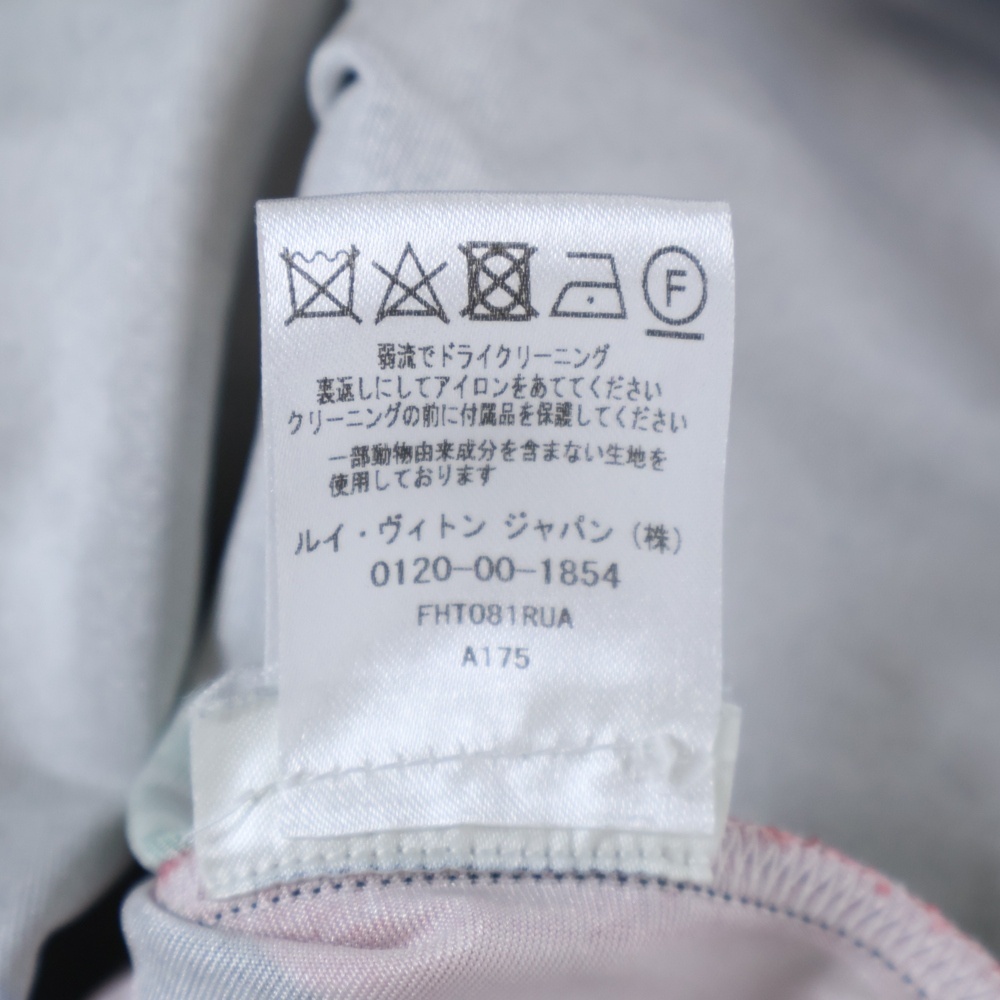 F
弱流でドライクリーニング
裏返しにしてアイロンをあててください
クリーニングの前に付属品を保護してください
一部動物由来成分を含まない生地を
使用しております
ルイ・ヴィトン ジャパン (株)
0120-00-1854
FHT081RUA
A175